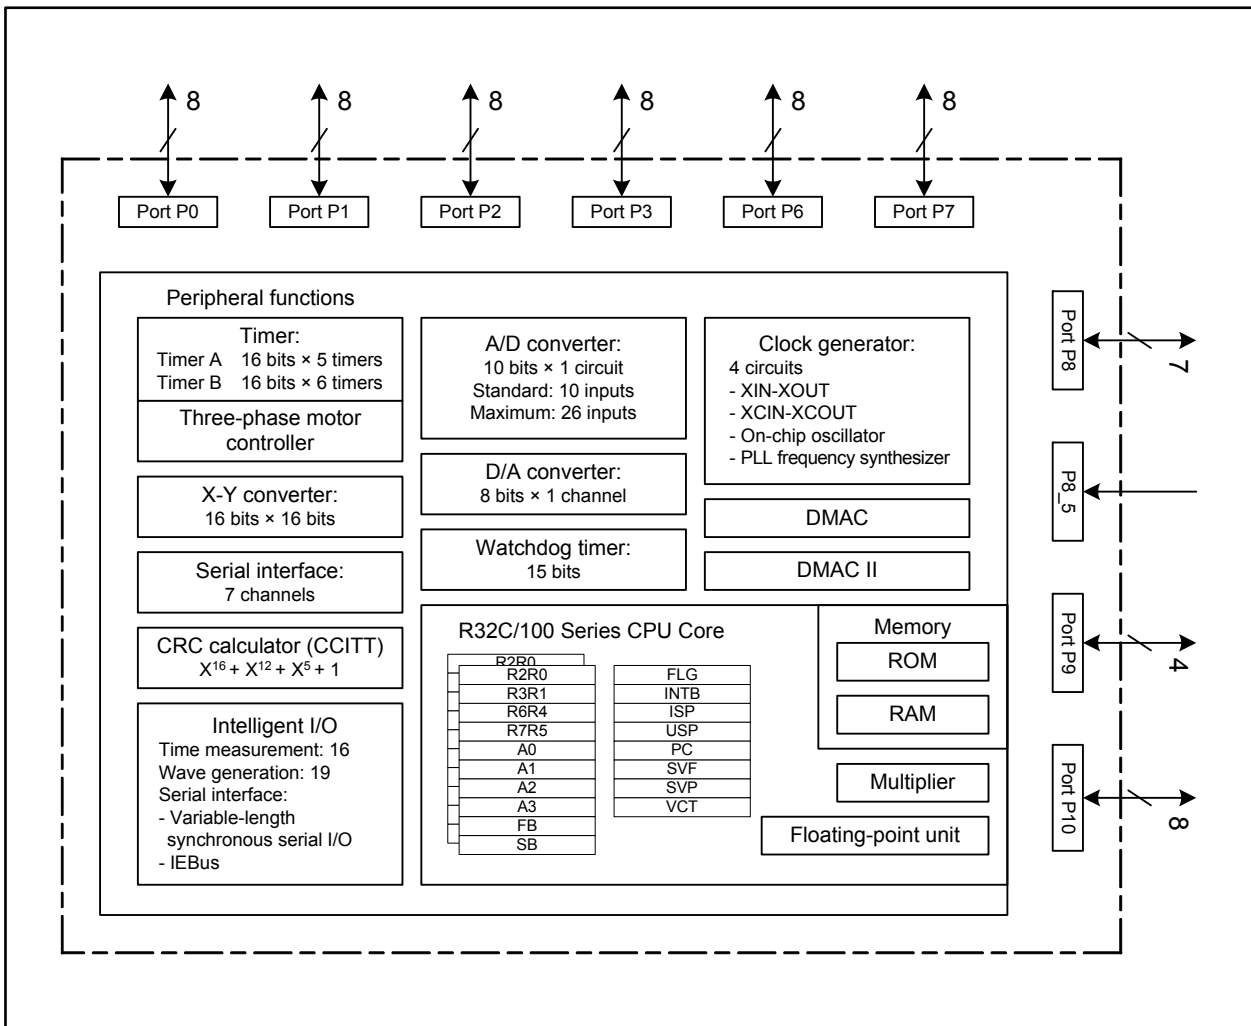 8 8 8 8 8 8
Port P0 Port P1 Port P2 Port P3 Port P6 Port P7
Peripheral functions
Timer:
Timer A 16 bits × 5 timers
Timer B 16 bits × 6 timers
Three-phase motor
controller
X-Y converter:
16 bits × 16 bits
Serial interface:
7 channels
CRC calculator (CCITT)
X¹⁶ + X¹² + X⁵ + 1
Intelligent I/O
Time measurement: 16
Wave generation: 19
Serial interface:
- Variable-length
synchronous serial I/O
- IEBus
A/D converter:
10 bits × 1 circuit
Standard: 10 inputs
Maximum: 26 inputs
D/A converter:
8 bits × 1 channel
Watchdog timer:
15 bits
Clock generator:
4 circuits
- XIN-XOUT
- XCIN-XCOUT
- On-chip oscillator
- PLL frequency synthesizer
DMAC
DMAC II
R32C/100 Series CPU Core
R2R0
R2R0
R3R1
R6R4
R7R5
A0
A1
A2
A3
FB
SB
FLG
INTB
ISP
USP
PC
SVF
SVP
VCT
Memory
ROM
RAM
Multiplier
Floating-point unit
Port P8
7
P8_5
Port P9
4
Port P10
8